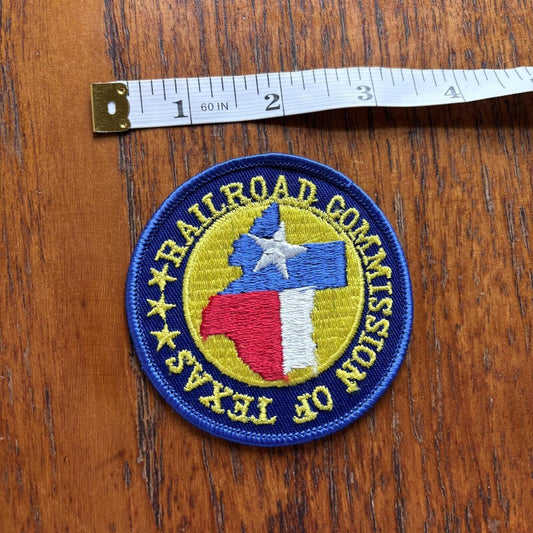 1 60 IN 2 3 4
RAILROAD COMMISSION OF TEXAS